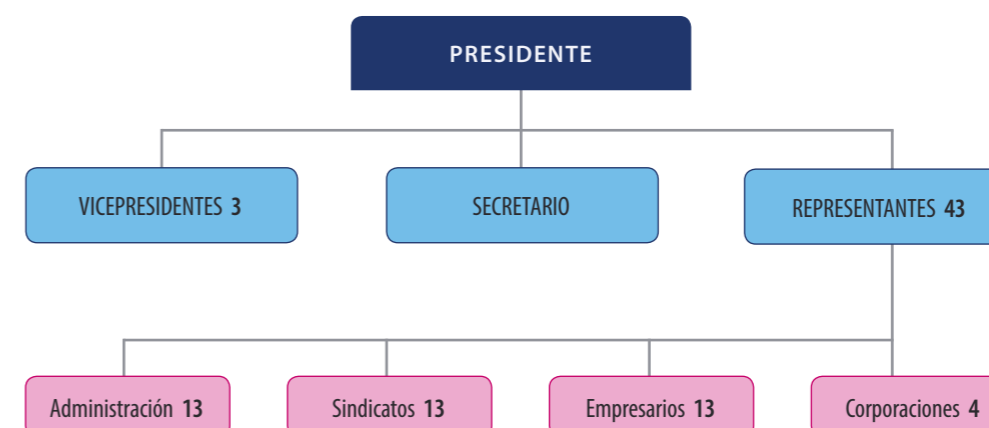 PRESIDENTE
VICEPRESIDENTES 3
SECRETARIO
REPRESENTANTES 43
Administración 13
Sindicatos 13
Empresarios 13
Corporaciones 4